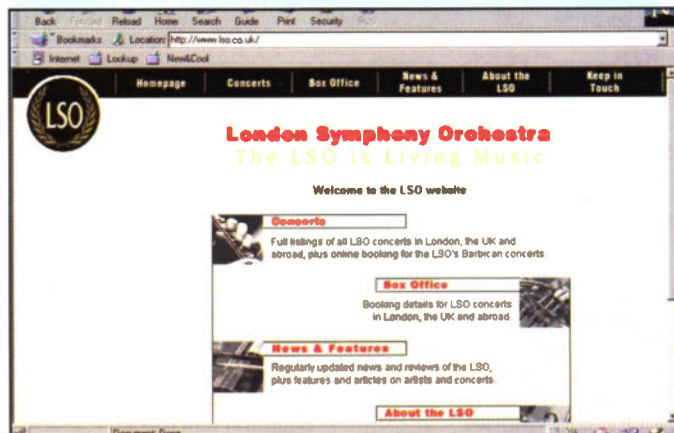 Back Forward Reload Home Search Guide Print Security Stop
Bookmarks Location: http://www.lso.co.uk/
Internet Lookup New&Cool
Homepage Concerts Box Office News & Features About the LSO Keep in Touch
LSO
London Symphony Orchestra
The LSO is Living Music
Welcome to the LSO website
Concerts
Full listings of all LSO concerts in London, the UK and
abroad, plus online booking for the LSO's Barbican concerts.
Box Office
Booking details for LSO concerts
in London, the UK and abroad.
News & Features
Regularly updated news and reviews of the LSO,
plus features and articles on artists and concerts.
About the LSO
Document: Done